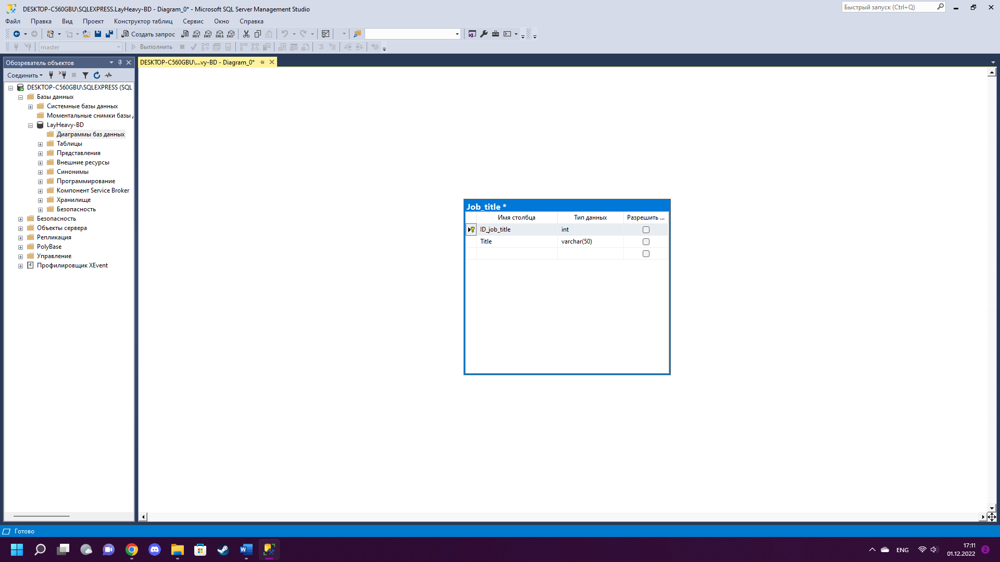 DESKTOP-C560GBU\SQLEXPRESS.LayHeavy-BD - Diagram_0* - Microsoft SQL Server Management Studio
Быстрый запуск (Ctrl+Q)
Файл Правка Вид Проект Конструктор таблиц Сервис Окно Справка
Создать запрос MDX DMX XMLA DAX
master Выполнить
Обозреватель объектов
DESKTOP-C560GBU\...vy-BD - Diagram_0*
Соединить
DESKTOP-C560GBU\SQLEXPRESS (SQL
Базы данных
Системные базы данных
Моментальные снимки базы
LayHeavy-BD
Диаграммы баз данных
Таблицы
Представления
Внешние ресурсы
Синонимы
Программирование
Компонент Service Broker
Хранилище
Безопасность
Безопасность
Объекты сервера
Репликация
PolyBase
Управление
Профилировщик XEvent
Job_title *
Имя столбца Тип данных Разрешить ...
ID_job_title int
Title varchar(50)
Готово
ENG
17:11
01.12.2022
2